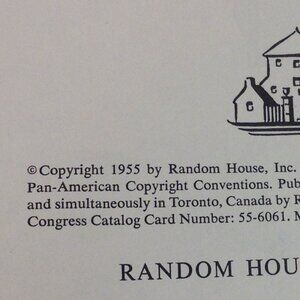 © Copyright 1955 by Random House, Inc.
Pan-American Copyright Conventions. Pub
and simultaneously in Toronto, Canada by R
Congress Catalog Card Number: 55-6061. M
RANDOM HOU